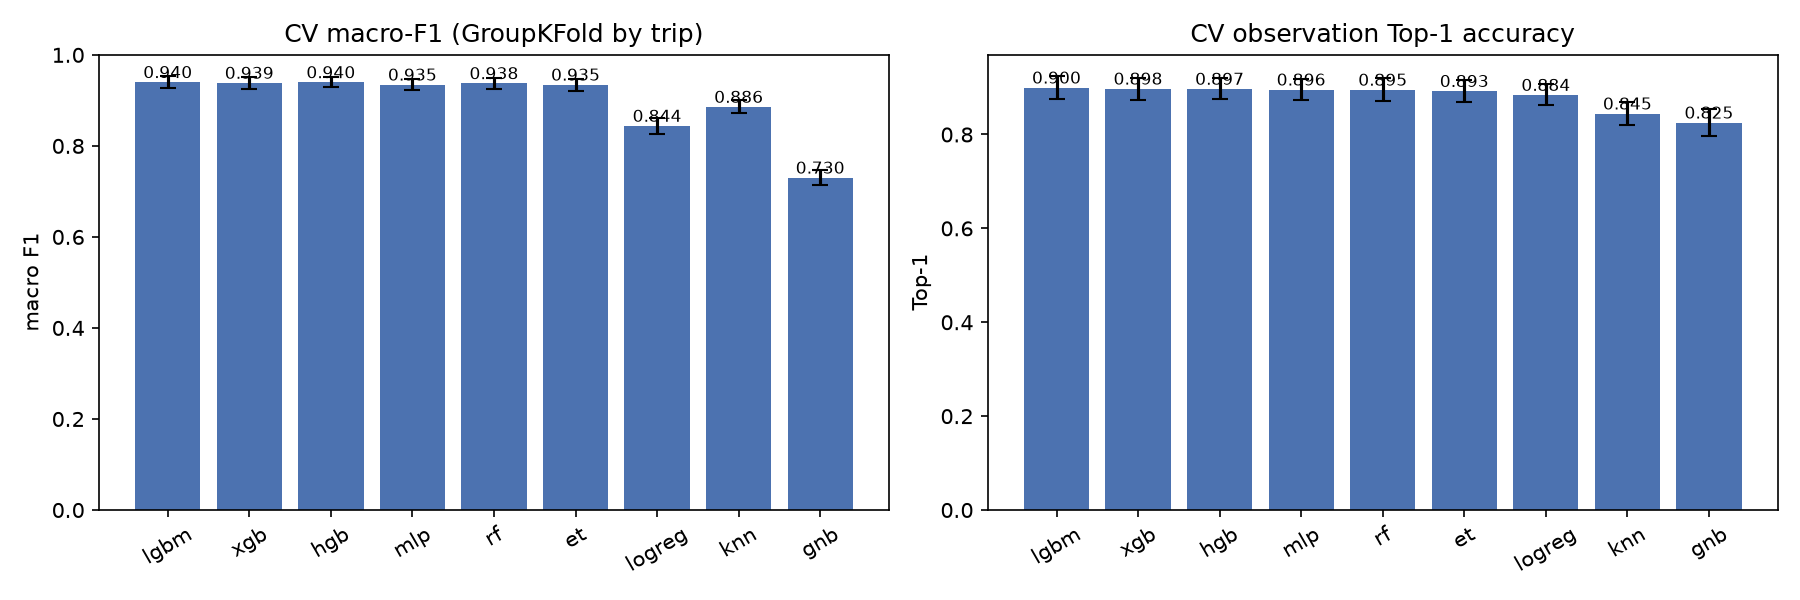 CV macro-F1 (GroupKFold by trip)
macro F1
1.0
0.8
0.6
0.4
0.2
0.0
0.940
0.939
0.940
0.935
0.938
0.935
0.844
0.886
0.730
lgbm
xgb
hgb
mlp
rf
et
logreg
knn
gnb
CV observation Top-1 accuracy
Top-1
0.8
0.6
0.4
0.2
0.0
0.900
0.898
0.897
0.896
0.895
0.893
0.884
0.845
0.825
lgbm
xgb
hgb
mlp
rf
et
logreg
knn
gnb